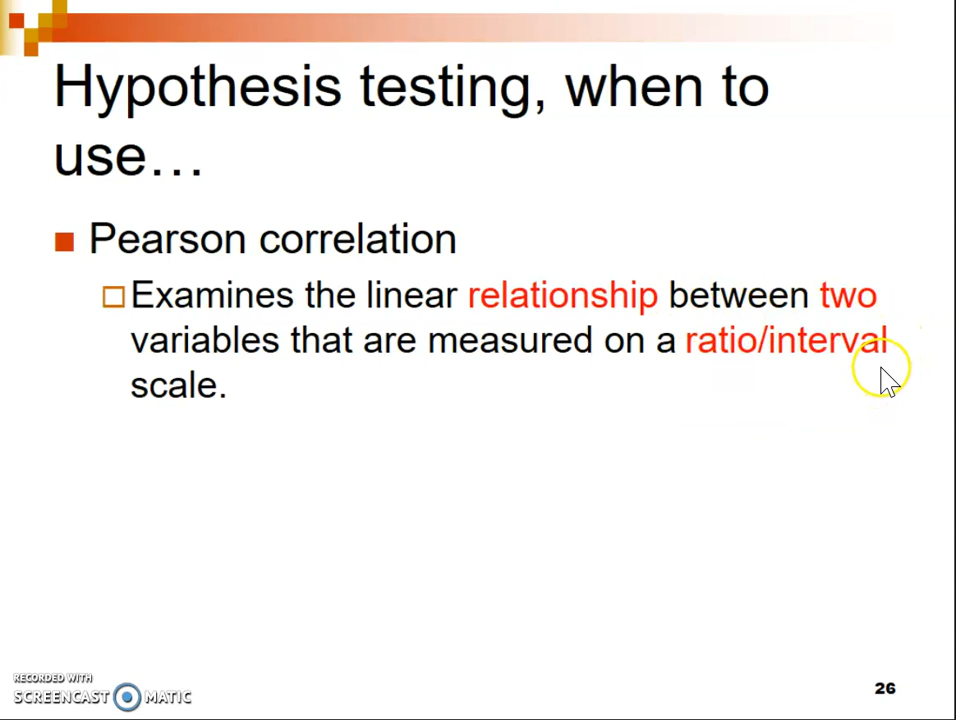 Hypothesis testing, when to
use…
Pearson correlation
Examines the linear relationship between two
variables that are measured on a ratio/interval
scale.
RECORDED WITH
SCREENCAST MATIC
26